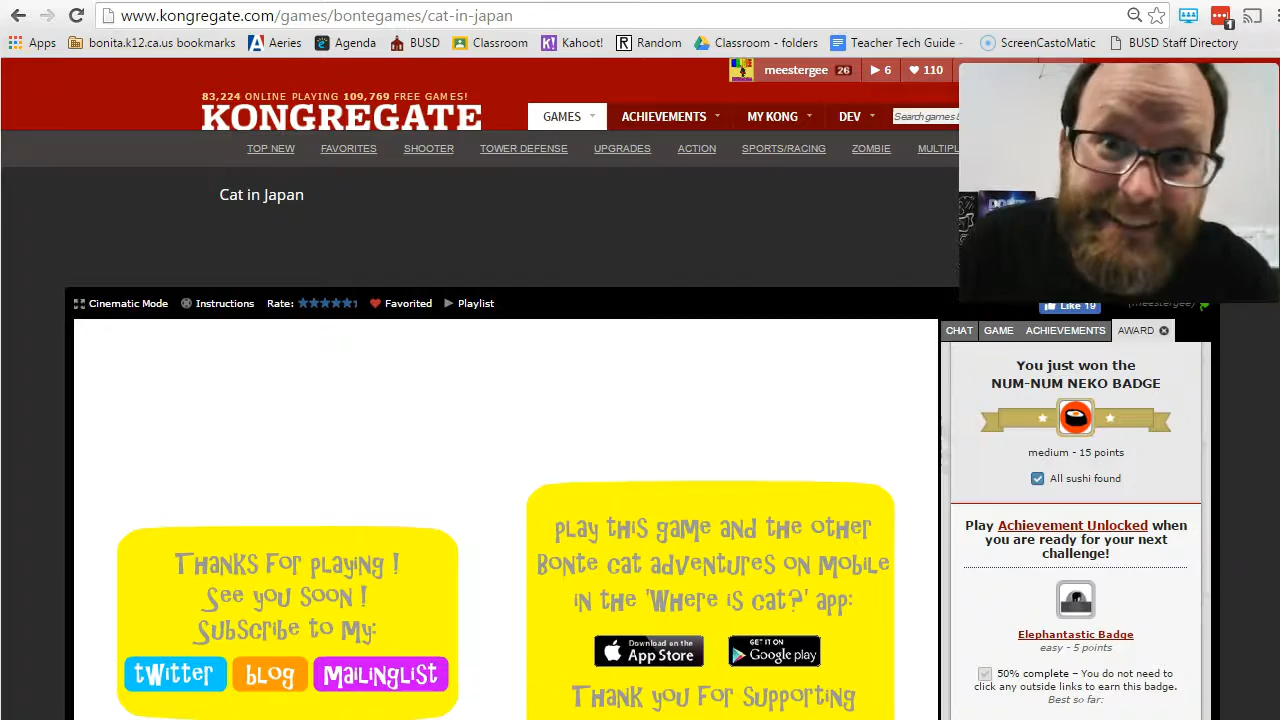 www.kongregate.com/games/bontegames/cat-in-japan
1
Apps bonita.k12.ca.us bookmarks Aeries Agenda BUSD Classroom Kahoot! Random Classroom - folders Teacher Tech Guide - ScreenCastoMatic BUSD Staff Directory
meestergee 26 6 110
83,224 ONLINE PLAYING 109,769 FREE GAMES!
KONGREGATE
GAMES ACHIEVEMENTS MY KONG DEV Search games
TOP NEW FAVORITES SHOOTER TOWER DEFENSE UPGRADES ACTION SPORTS/RACING ZOMBIE MULTIPL
Cat in Japan
Cinematic Mode Instructions Rate: Favorited Playlist
Like 19 (meestergee)
CHAT GAME ACHIEVEMENTS AWARD
You just won the
NUM-NUM NEKO BADGE
medium - 15 points
All sushi found
Play Achievement Unlocked when
you are ready for your next
challenge!
Elephantastic Badge
easy - 5 points
50% complete – You do not need to
click any outside links to earn this badge.
Best so far:
Thanks for playing !
See you soon !
Subscribe to my:
twitter blog Mailinglist
play this game and the other
Bonte cat adventures on mobile
in the 'Where is cat?' app:
Download on the
App Store
GET IT ON
Google play
Thank you for supporting